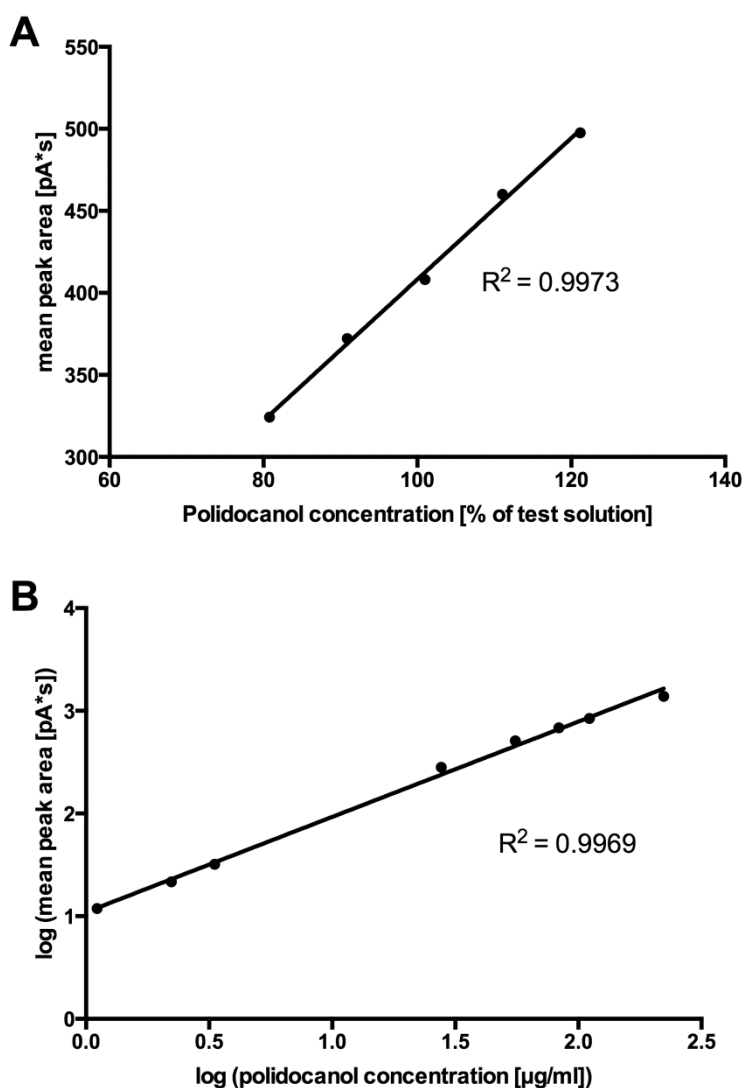 A
550
500
450
400
350
300
60
80
100
120
140
mean peak area [pA*s]
R² = 0.9973
Polidocanol concentration [% of test solution]
B
4
3
2
1
0
0.0
0.5
1.0
1.5
2.0
2.5
log (mean peak area [pA*s])
R² = 0.9969
log (polidocanol concentration [µg/ml])